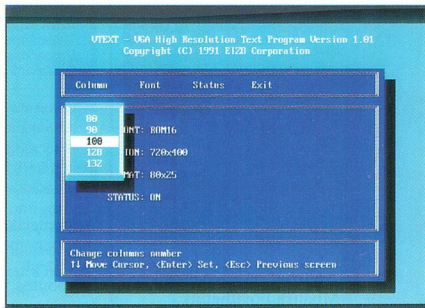 VTEXT - VGA High Resolution Text Program Version 1.01
Copyright (C) 1991 EIZO Corporation
Column Font Status Exit
80
90
100
128
132
NT: ROM16
ION: 720x400
MAT: 80x25
STATUS: ON
Change columns number
↑↓ Move Cursor, <Enter> Set, <Esc> Previous screen